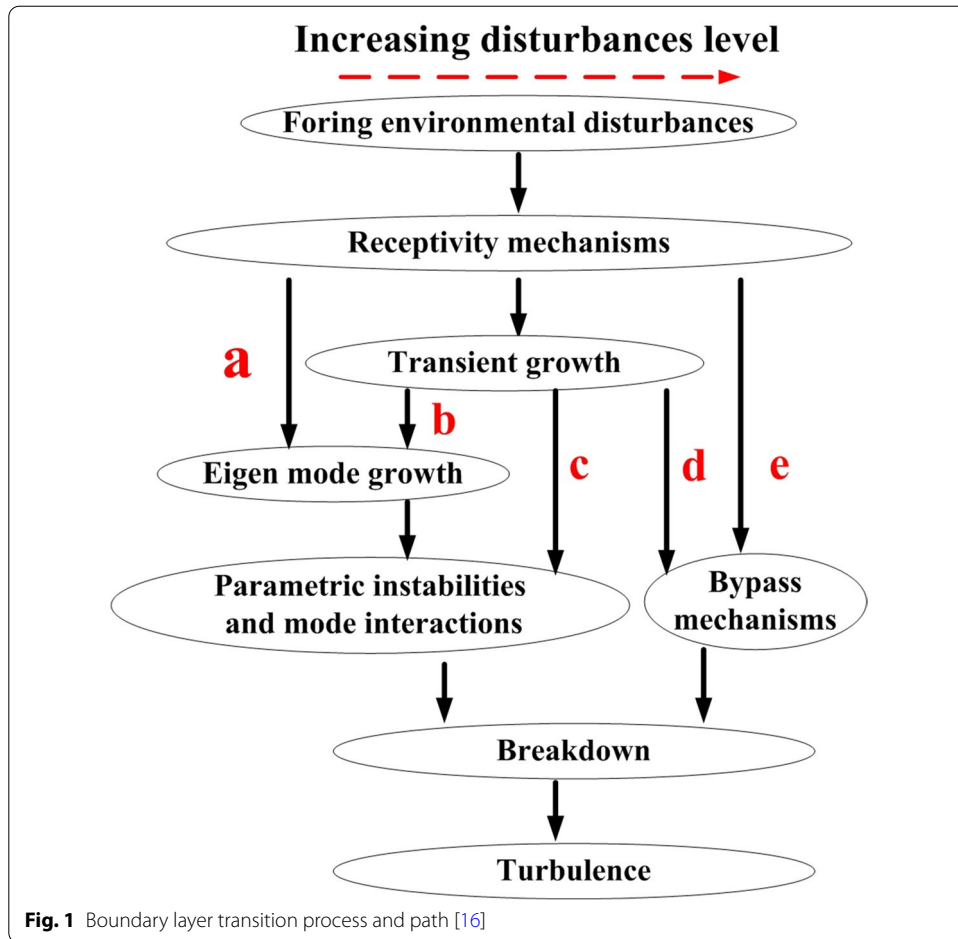 Increasing disturbances level
Foring environmental disturbances
Receptivity mechanisms
Transient growth
a
b
Eigen mode growth
c
d
e
Parametric instabilities
and mode interactions
Bypass
mechanisms
Breakdown
Turbulence
Fig. 1 Boundary layer transition process and path [16]